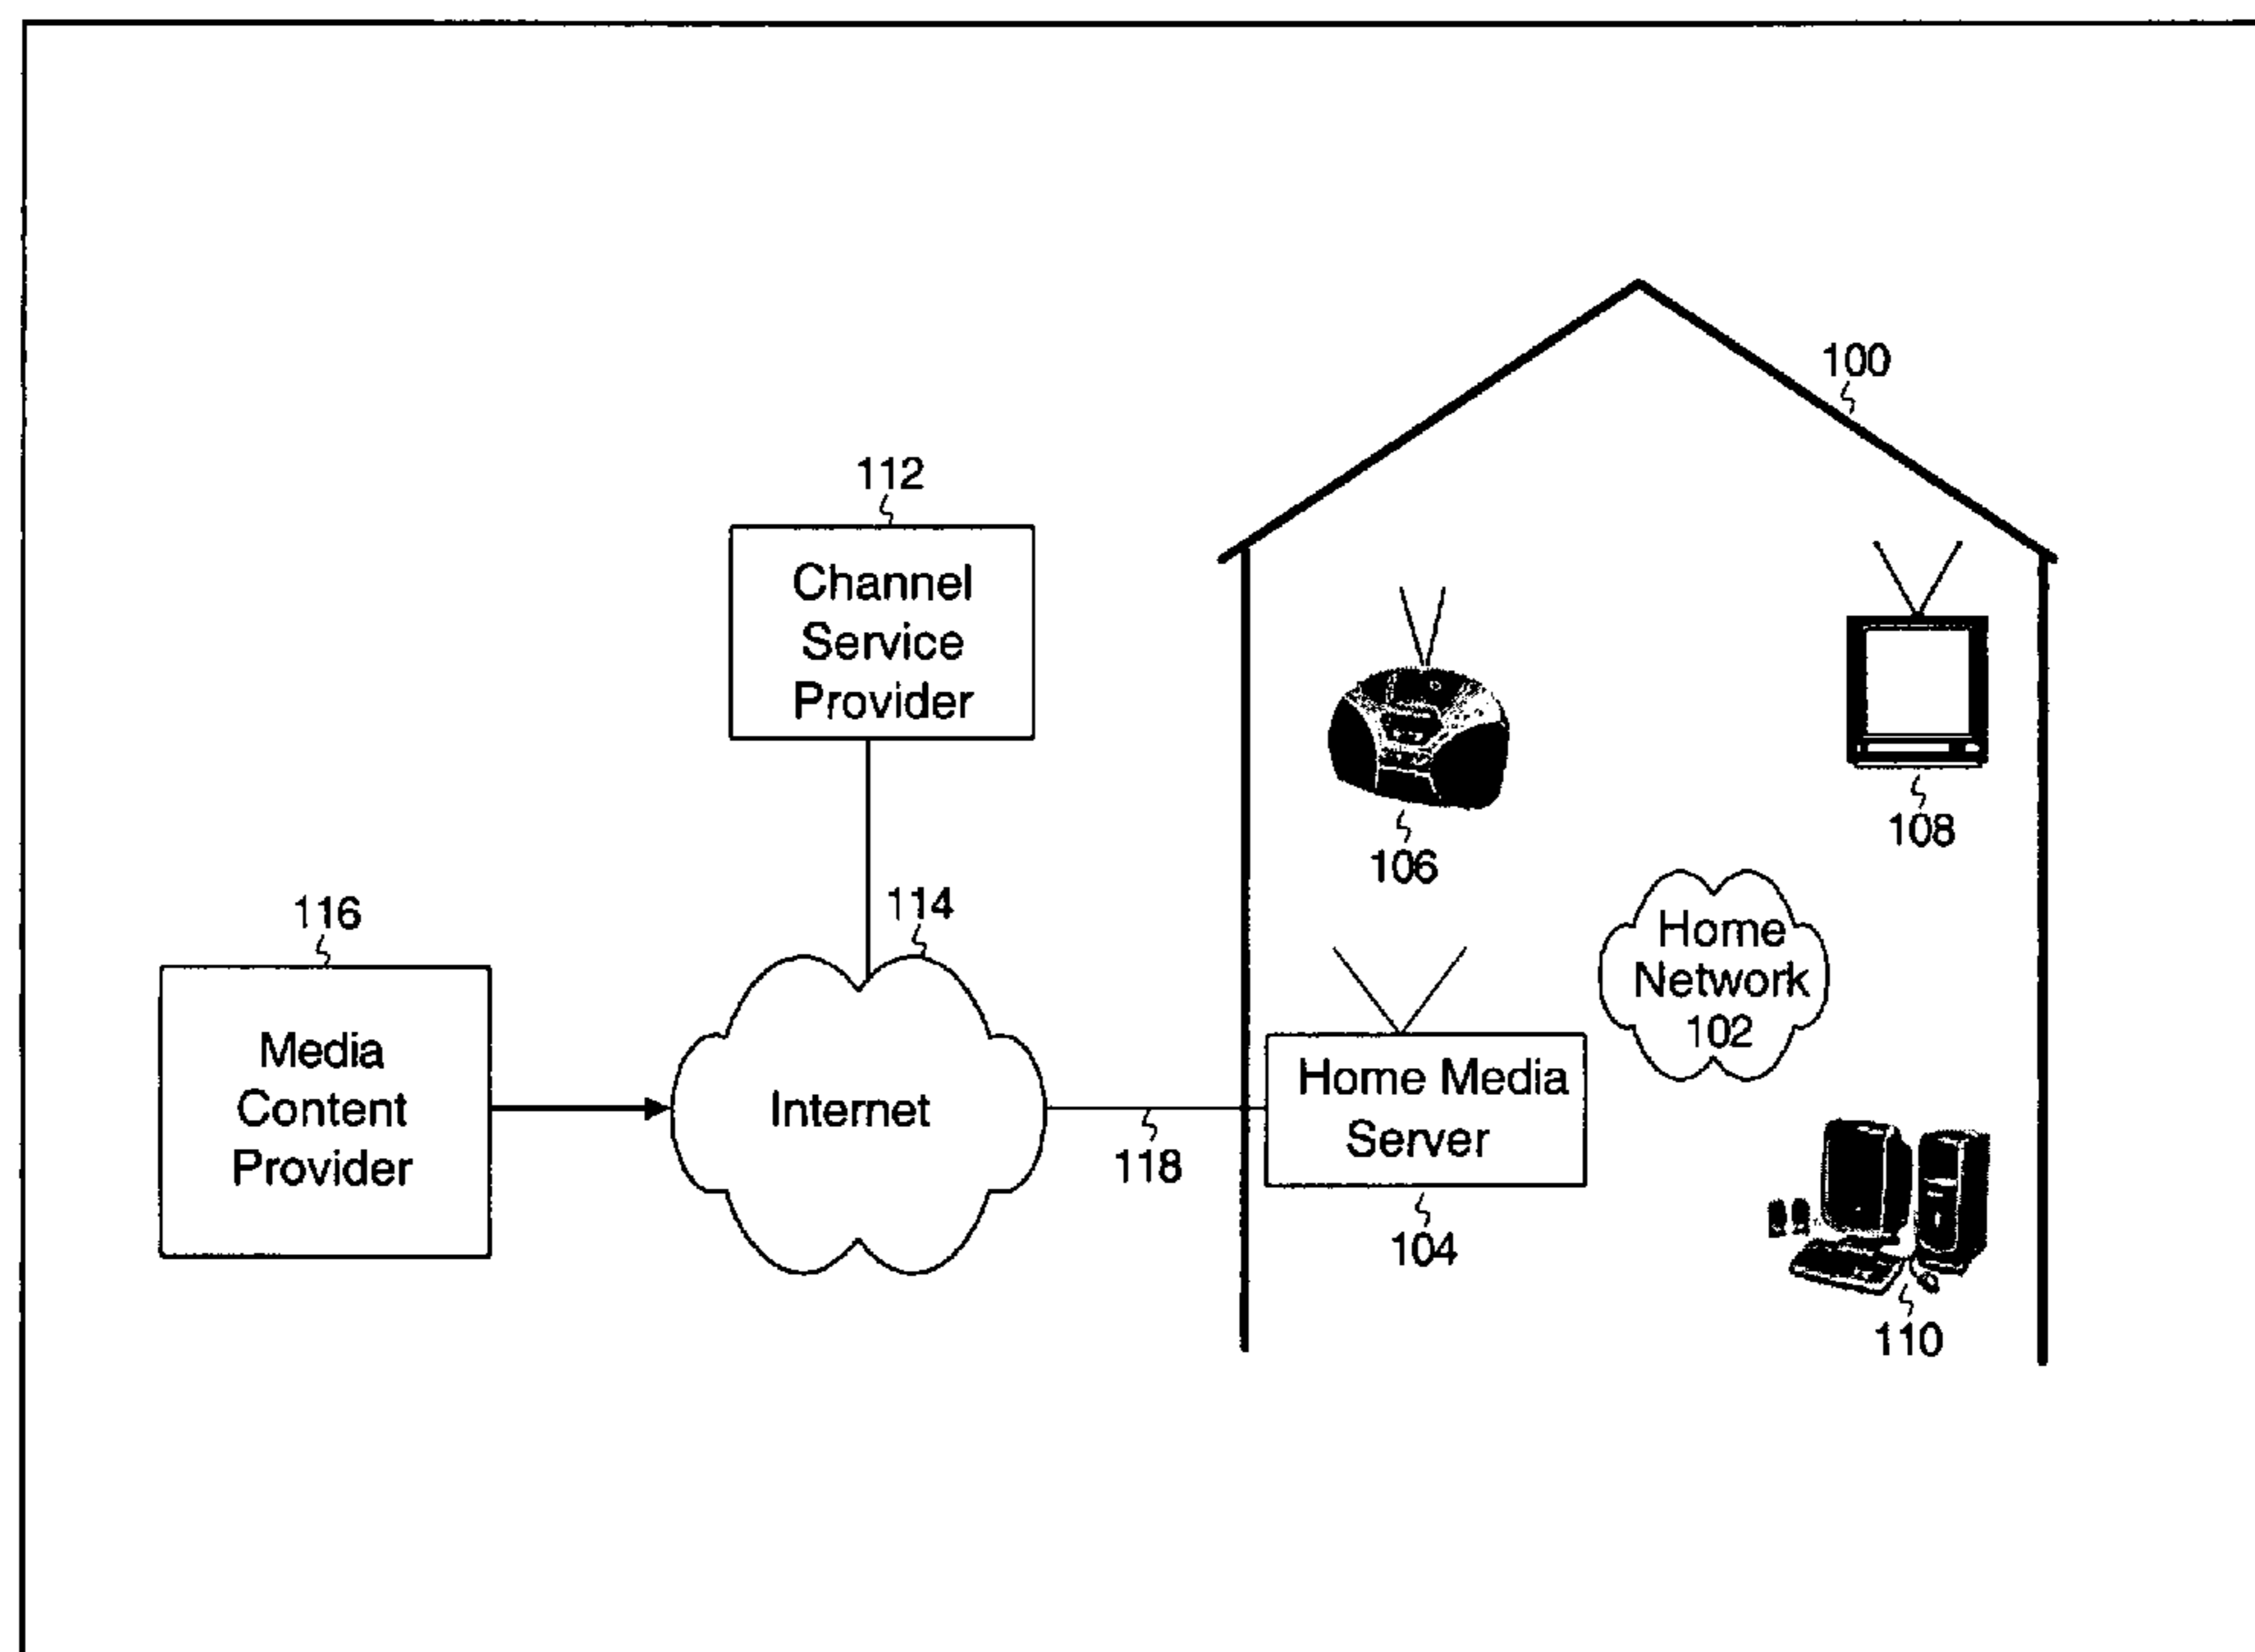 100
112
Channel
Service
Provider
108
106
116
114
Home
Network
102
Media
Content
Provider
Internet
Home Media
Server
118
104
110